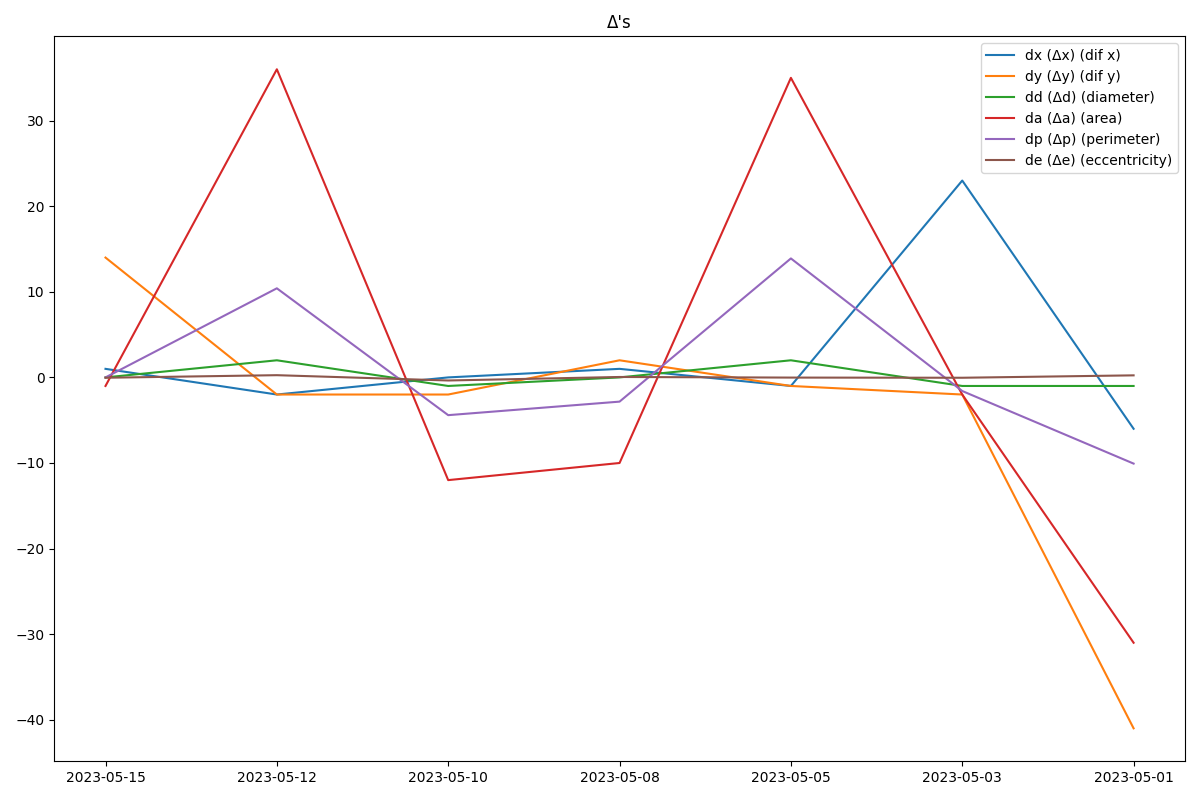 Δ's
dx (Δx) (dif x)
dy (Δy) (dif y)
dd (Δd) (diameter)
da (Δa) (area)
dp (Δp) (perimeter)
de (Δe) (eccentricity)
30
20
10
0
−10
−20
−30
−40
2023-05-15 2023-05-12 2023-05-10 2023-05-08 2023-05-05 2023-05-03 2023-05-01